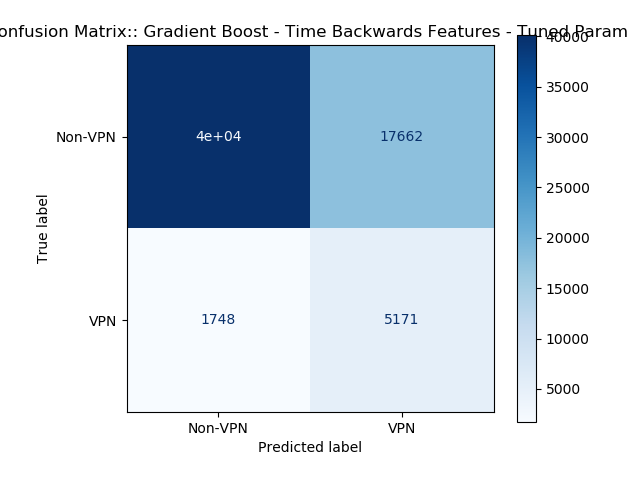 onfusion Matrix:: Gradient Boost - Time Backwards Features - Tuned Param
40000
35000
30000
25000
20000
15000
10000
5000
True label
Non-VPN
4e+04
17662
VPN
1748
5171
Non-VPN
VPN
Predicted label